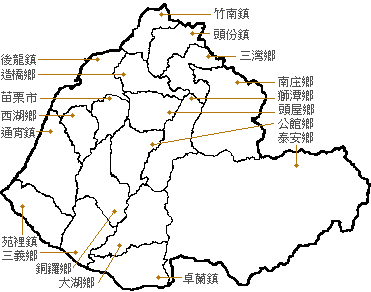 竹南鎮
頭份鎮
三灣鄉
後龍鎮
造橋鄉
南庄鄉
苗栗市
獅潭鄉
西湖鄉
頭屋鄉
通宵鎮
公館鄉
泰安鄉
苑裡鎮
三義鄉
銅鑼鄉
大湖鄉
卓蘭鎮